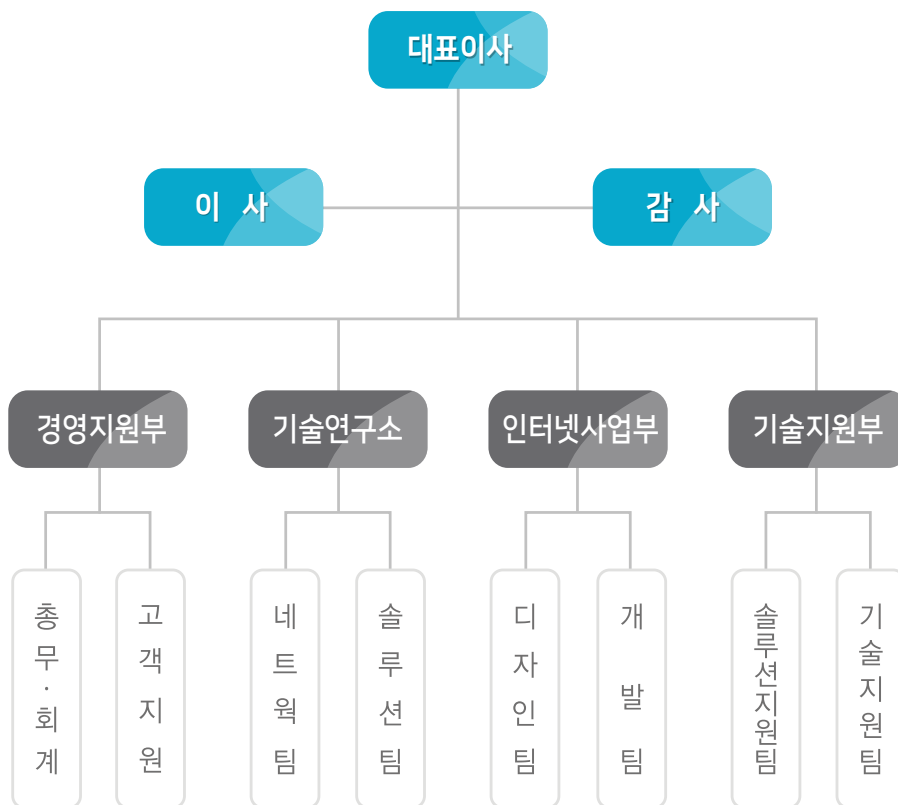 대표이사
이 사
감 사
경영지원부
기술연구소
인터넷사업부
기술지원부
총무·회계
고객지원
네트웍팀
솔루션팀
디자인팀
개발팀
솔루션지원팀
기술지원팀